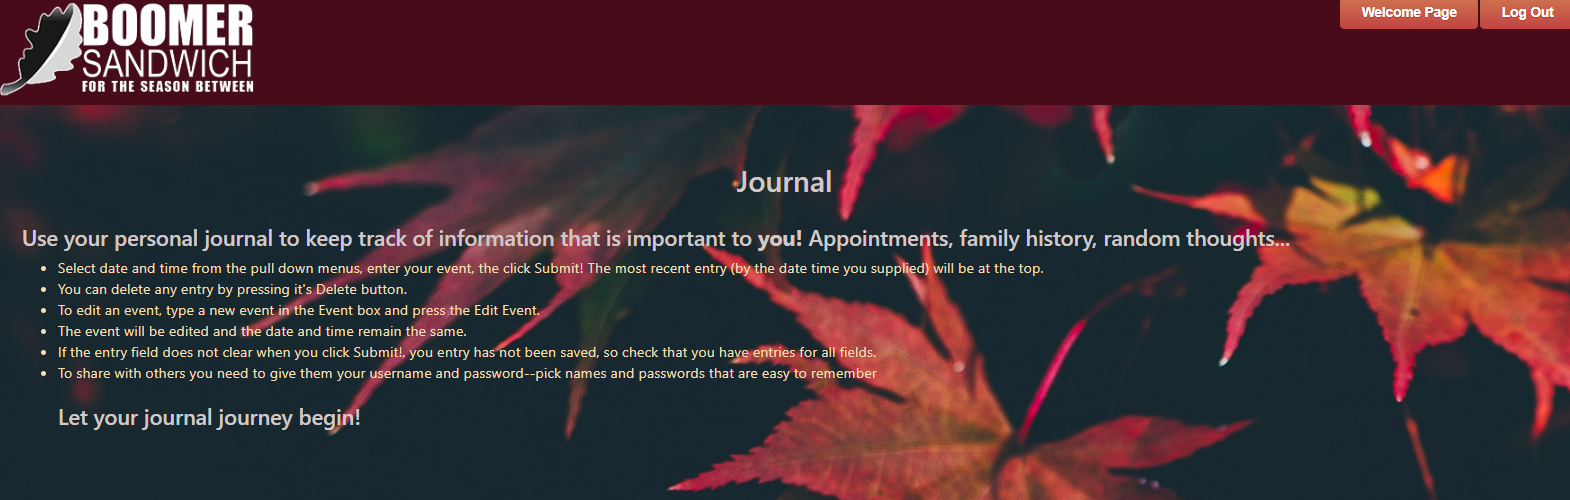 BOOMER
SANDWICH
FOR THE SEASON BETWEEN
Welcome Page
Log Out
Journal
Use your personal journal to keep track of information that is important to you! Appointments, family history, random thoughts...
Select date and time from the pull down menus, enter your event, the click Submit! The most recent entry (by the date time you supplied) will be at the top.
You can delete any entry by pressing it's Delete button.
To edit an event, type a new event in the Event box and press the Edit Event.
The event will be edited and the date and time remain the same.
If the entry field does not clear when you click Submit!, you entry has not been saved, so check that you have entries for all fields.
To share with others you need to give them your username and password--pick names and passwords that are easy to remember
Let your journal journey begin!